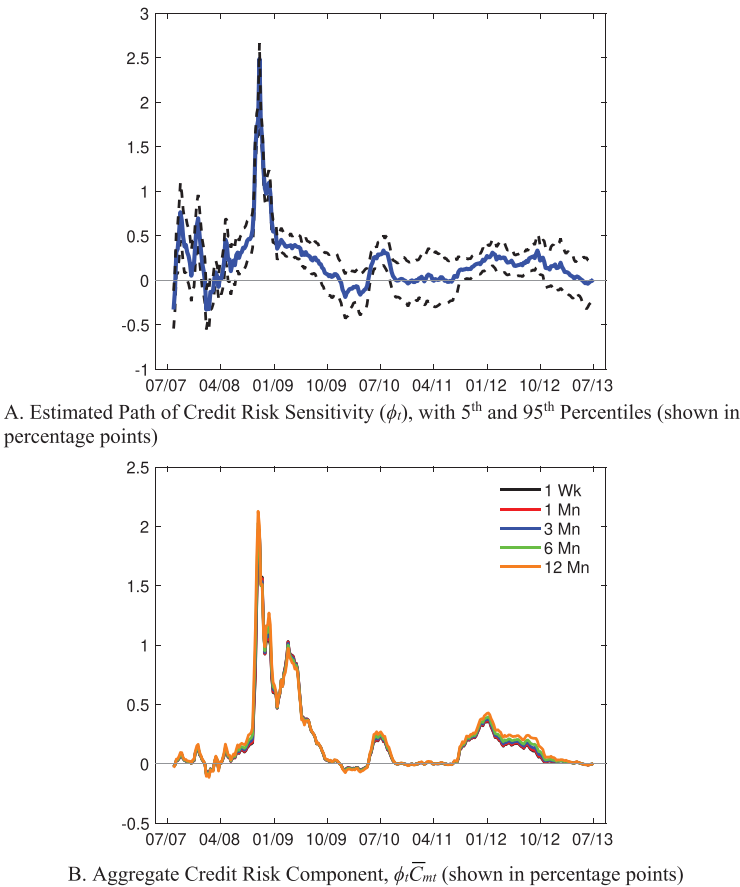 3
2.5
2
1.5
1
0.5
0
-0.5
-1
07/07 04/08 01/09 10/09 07/10 04/11 01/12 10/12 07/13
A. Estimated Path of Credit Risk Sensitivity (ϕt), with 5th and 95th Percentiles (shown in
percentage points)
2.5
2
1.5
1
0.5
0
-0.5
1 Wk
1 Mn
3 Mn
6 Mn
12 Mn
07/07 04/08 01/09 10/09 07/10 04/11 01/12 10/12 07/13
B. Aggregate Credit Risk Component, ϕtC̅mt (shown in percentage points)